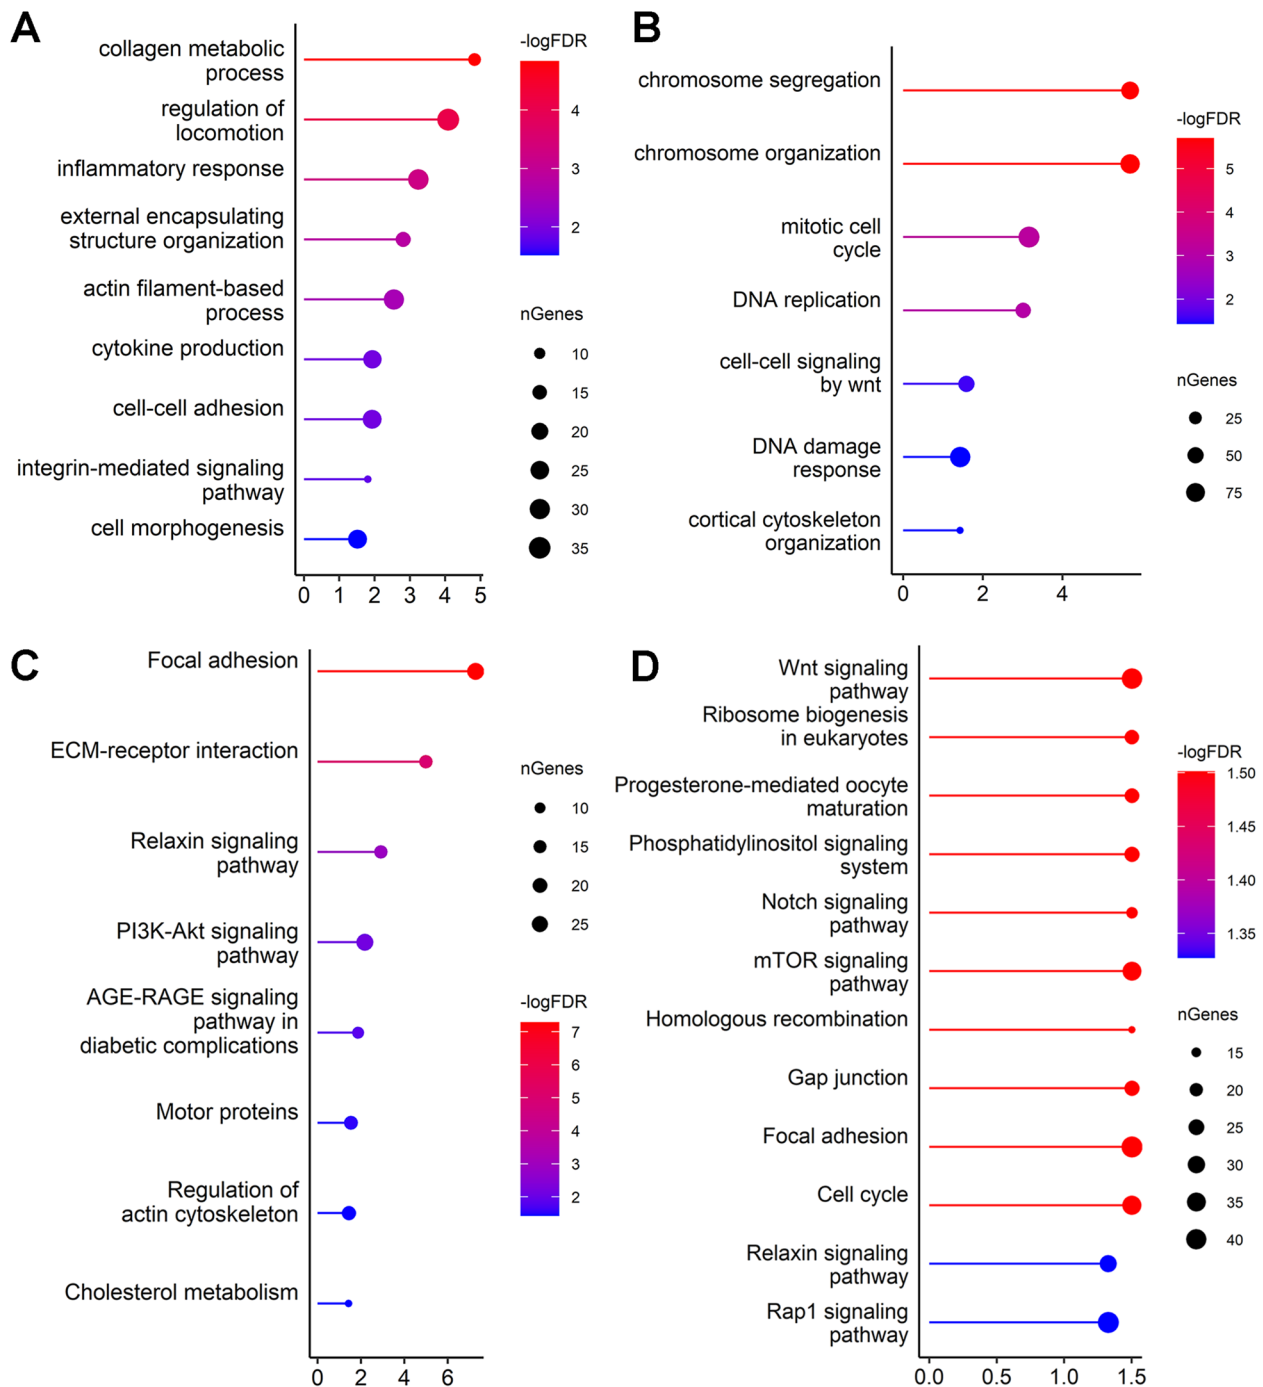 A
collagen metabolic
process
regulation of
locomotion
inflammatory response
external encapsulating
structure organization
actin filament-based
process
cytokine production
cell-cell adhesion
integrin-mediated signaling
pathway
cell morphogenesis
0 1 2 3 4 5
-logFDR
4
3
2
nGenes
10
15
20
25
30
35
B
chromosome segregation
chromosome organization
mitotic cell
cycle
DNA replication
cell-cell signaling
by wnt
DNA damage
response
cortical cytoskeleton
organization
0 2 4
-logFDR
5
4
3
2
nGenes
25
50
75
C
Focal adhesion
ECM-receptor interaction
Relaxin signaling
pathway
PI3K-Akt signaling
pathway
AGE-RAGE signaling
pathway in
diabetic complications
Motor proteins
Regulation of
actin cytoskeleton
Cholesterol metabolism
0 2 4 6
nGenes
10
15
20
25
-logFDR
7
6
5
4
3
2
D
Wnt signaling
pathway
Ribosome biogenesis
in eukaryotes
Progesterone-mediated oocyte
maturation
Phosphatidylinositol signaling
system
Notch signaling
pathway
mTOR signaling
pathway
Homologous recombination
Gap junction
Focal adhesion
Cell cycle
Relaxin signaling
pathway
Rap1 signaling
pathway
0.0 0.5 1.0 1.5
-logFDR
1.50
1.45
1.40
1.35
nGenes
15
20
25
30
35
40